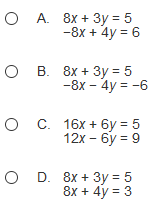 A. 8x + 3y = 5
−8x + 4y = 6
B. 8x + 3y = 5
−8x − 4y = −6
C. 16x + 6y = 5
12x − 6y = 9
D. 8x + 3y = 5
8x + 4y = 3